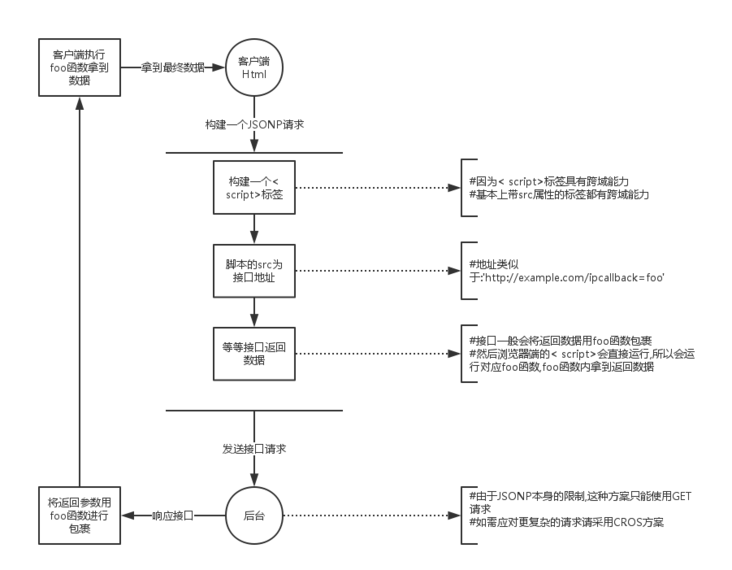 客户端执行
foo函数拿到
数据
拿到最终数据
客户端
Html
构建一个JSONP请求
构建一个<
script>标签
#因为< script>标签具有跨域能力
#基本上带src属性的标签都有跨域能力
脚本的src为
接口地址
#地址类似
于:'http://example.com/ipcallback=foo'
等等接口返回
数据
#接口一般会将返回数据用foo函数包裹
#然后浏览器端的< script>会直接运行,所以会运
行对应foo函数,foo函数内拿到返回数据
发送接口请求
将返回参数用
foo函数进行
包裹
响应接口
后台
#由于JSONP本身的限制,这种方案只能使用GET
请求
#如需应对更复杂的请求请采用CROS方案